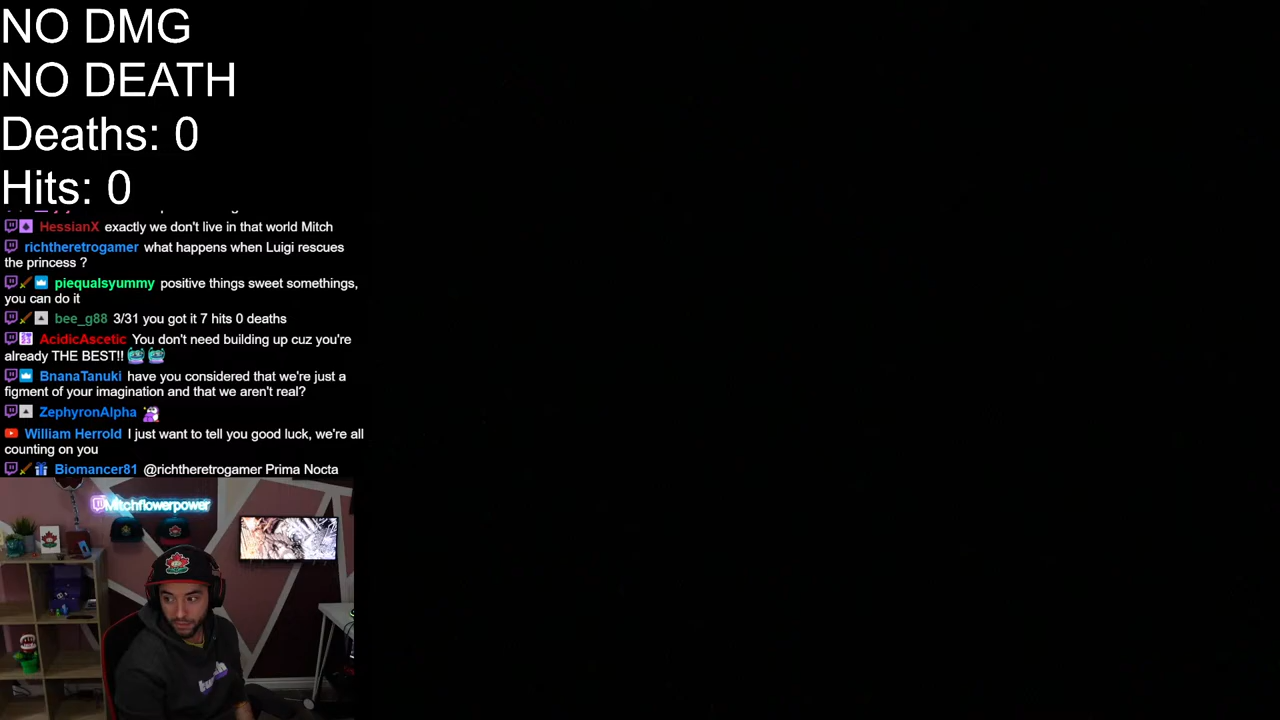 NO DMG
NO DEATH
Deaths: 0
Hits: 0
HessianX exactly we don't live in that world Mitch
richtheretrogamer what happens when Luigi rescues
the princess ?
piequalsyummy positive things sweet somethings,
you can do it
bee_g88 3/31 you got it 7 hits 0 deaths
AcidicAscetic You don't need building up cuz you're
already THE BEST!!
BnanaTanuki have you considered that we're just a
figment of your imagination and that we aren't real?
ZephyronAlpha
William Herrold I just want to tell you good luck, we're all
counting on you
Biomancer81 @richtheretrogamer Prima Nocta
Mitchflowerpower